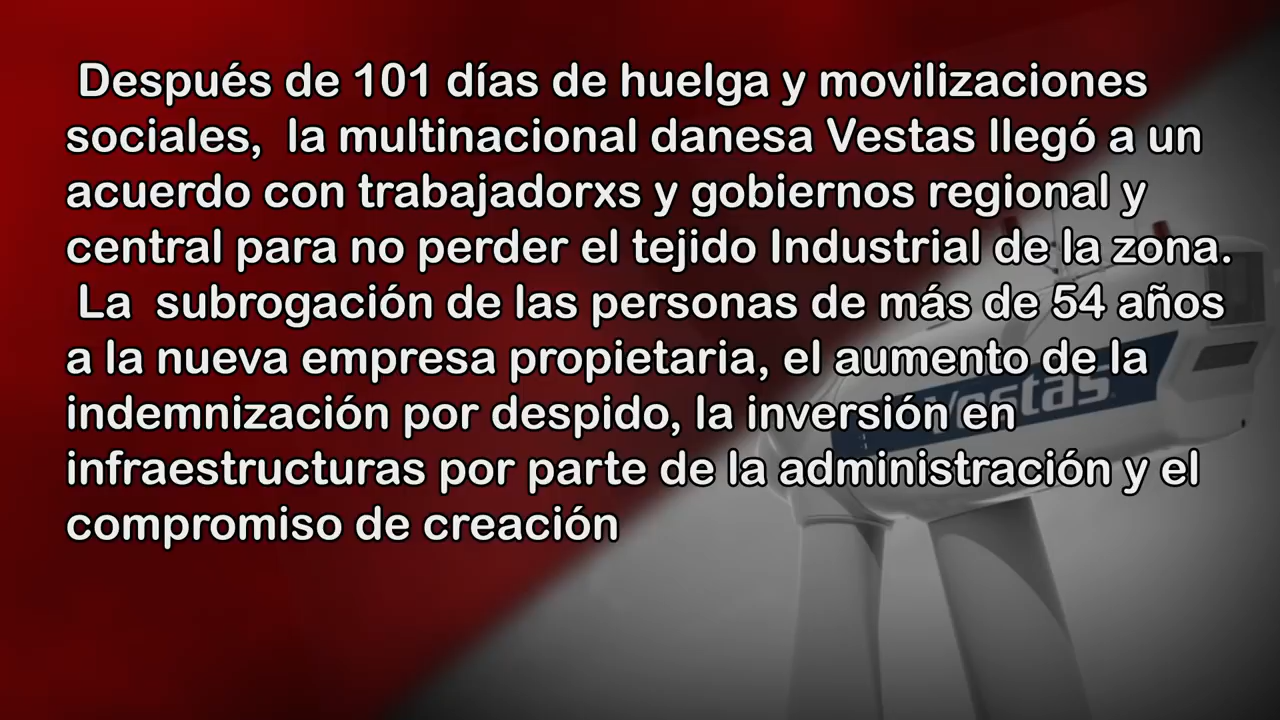 Después de 101 días de huelga y movilizaciones
sociales, la multinacional danesa Vestas llegó a un
acuerdo con trabajadorxs y gobiernos regional y
central para no perder el tejido Industrial de la zona.
La subrogación de las personas de más de 54 años
a la nueva empresa propietaria, el aumento de la
indemnización por despido, la inversión en
infraestructuras por parte de la administración y el
compromiso de creación
Vestas